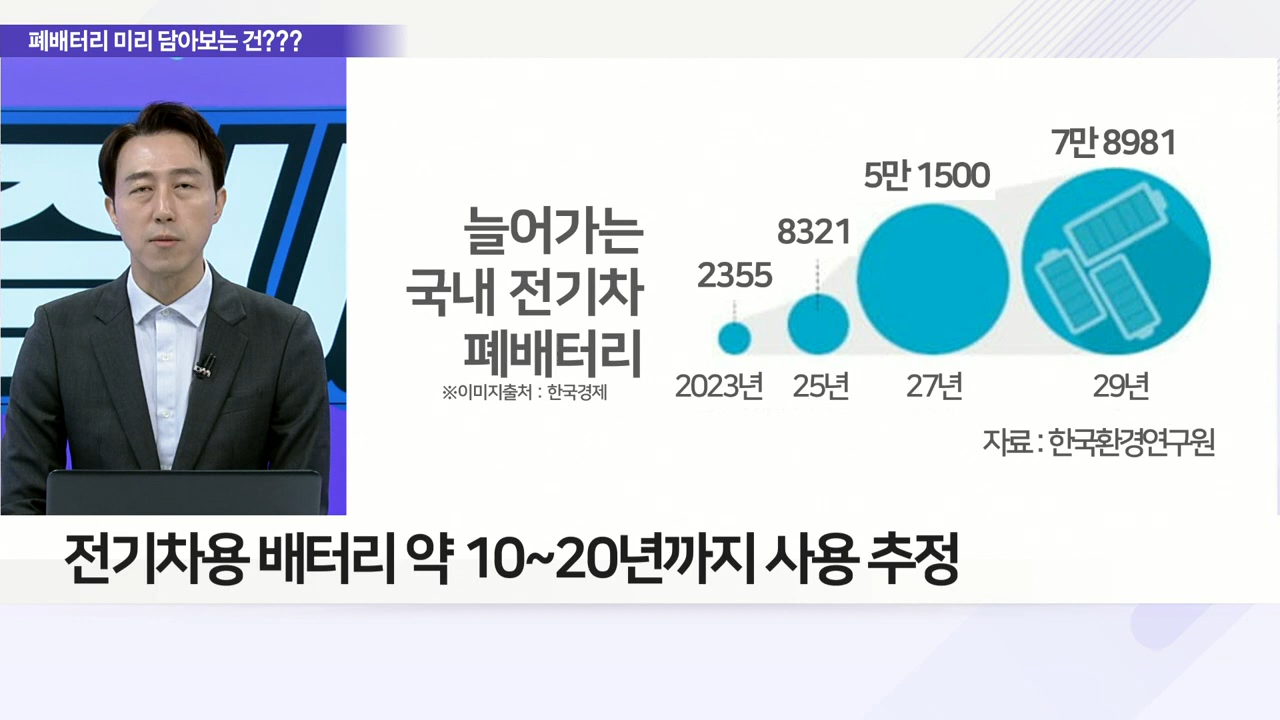 폐배터리 미리 담아보는 건???
늘어가는
국내 전기차
폐배터리
※이미지출처 : 한국경제
2355
8321
5만 1500
7만 8981
2023년
25년
27년
29년
자료 : 한국환경연구원
전기차용 배터리 약 10~20년까지 사용 추정